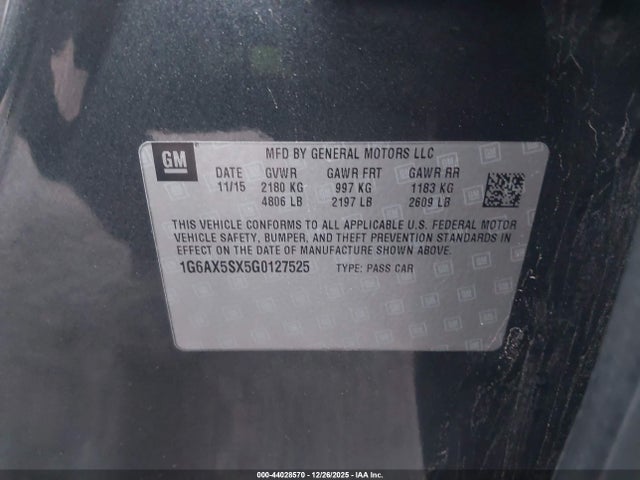 GM
MFD BY GENERAL MOTORS LLC
DATE GVWR GAWR FRT GAWR RR
11/15 2180 KG 997 KG 1183 KG
4806 LB 2197 LB 2609 LB
THIS VEHICLE CONFORMS TO ALL APPLICABLE U.S. FEDERAL MOTOR
VEHICLE SAFETY, BUMPER, AND THEFT PREVENTION STANDARDS IN
EFFECT ON THE DATE OF MANUFACTURE SHOWN ABOVE.
1G6AX5SX5G0127525 TYPE: PASS CAR
000-44028570 - 12/26/2025 - IAA Inc.